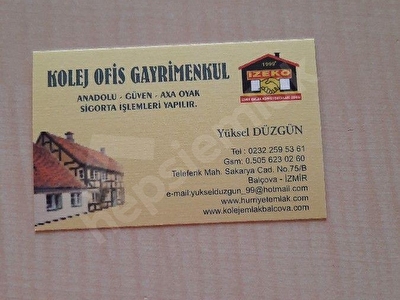 KOLEJ OFİS GAYRİMENKUL
ANADOLU - GÜVEN - AXA OYAK
SİGORTA İŞLEMLERİ YAPILIR.
1990
İZEKO
Yüksel DÜZGÜN
Tel : 0232 259 53 61
Gsm: 0.505 623 02 60
Teleferik Mah. Sakarya Cad. No.75/B
Balçova - İZMİR
e-mail:yukselduzgun_99@hotmail.com
www.hurriyetemlak.com
www.kolejemlakbalcova.com
hepsiemlak